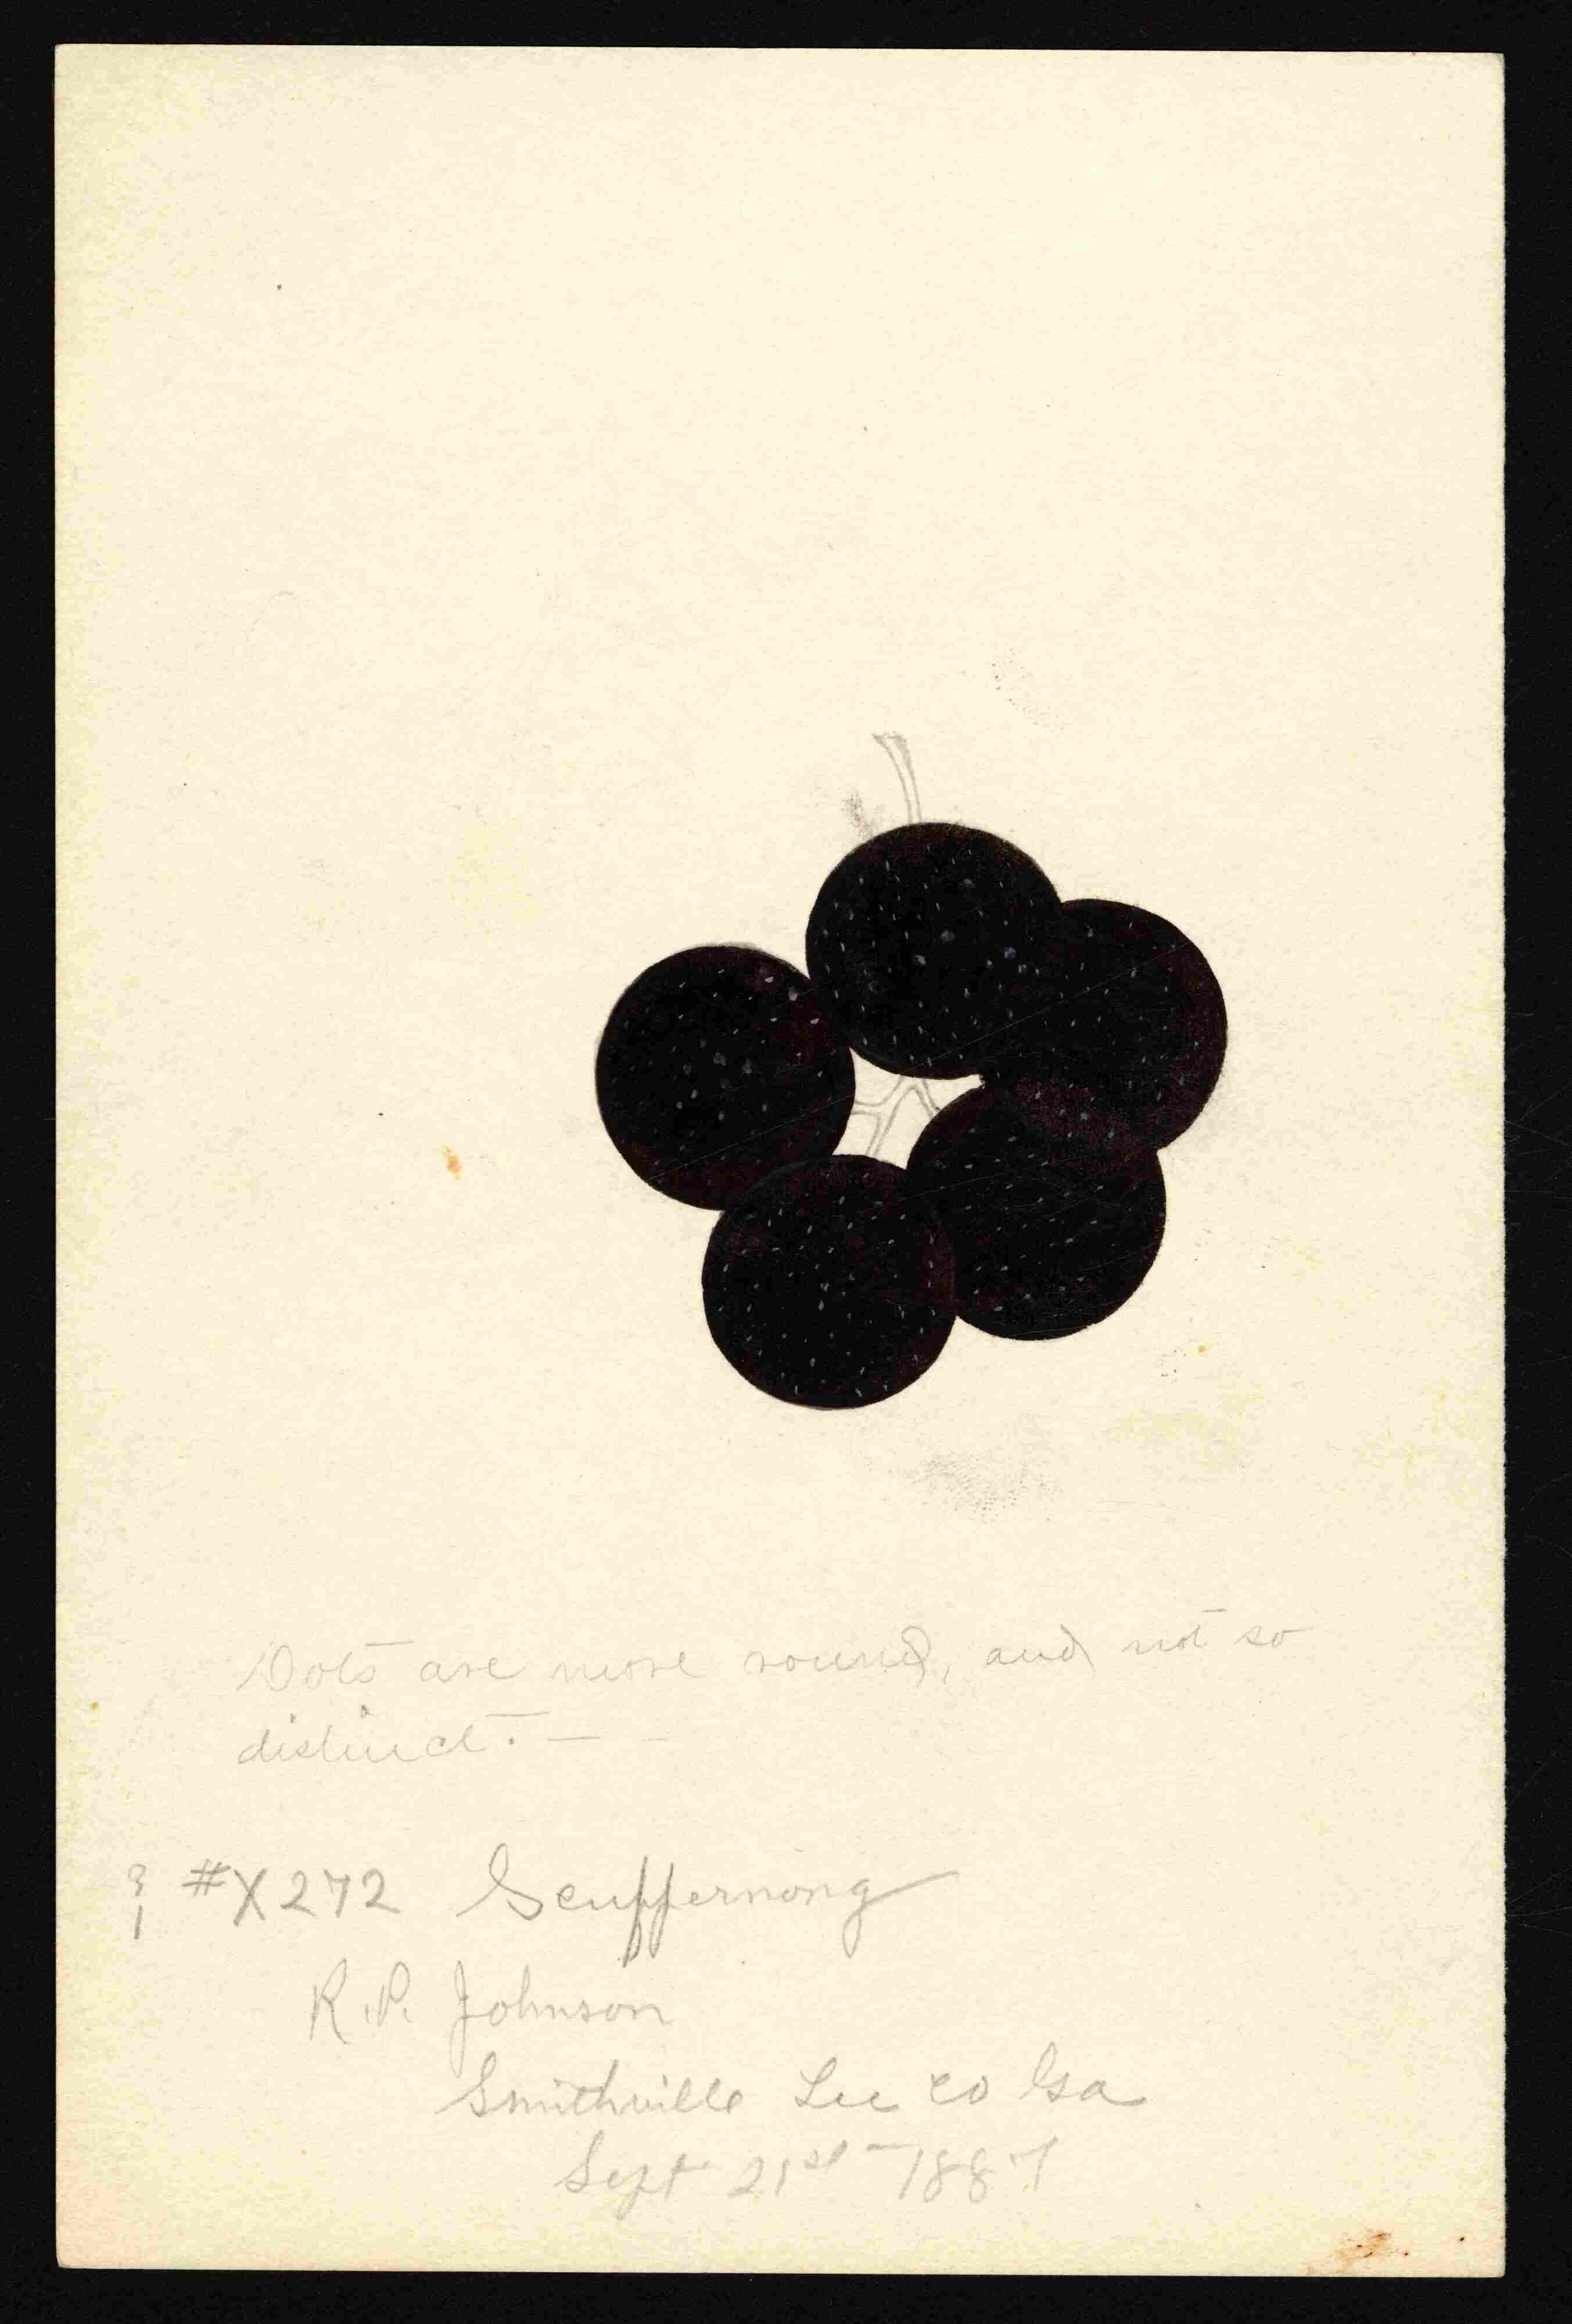 Dots are more round, and not so
distinct. —
#X272 Scuppernong
R.P. Johnson
Smithville Lee co Ga
Sept 21st 1887